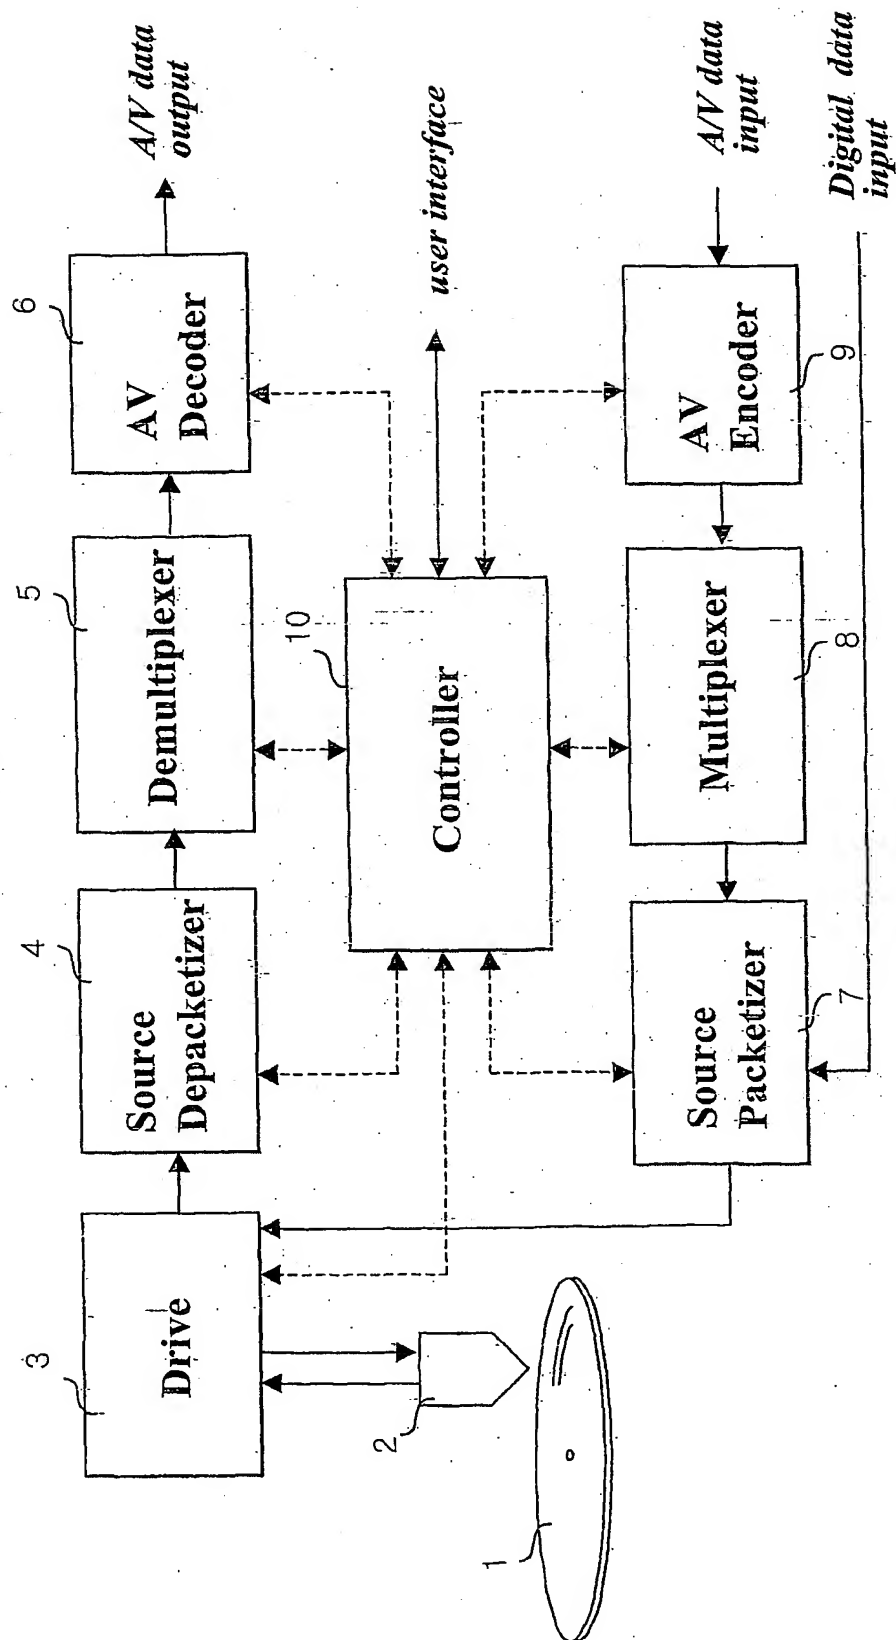 3
Drive
4
Source
Depacketizer
5
Demultiplexer
6
AV
Decoder
A/V data
output
2
1
10
Controller
user interface
Source
Packetizer
7
Multiplexer
8
AV
Encoder
9
A/V data
input
Digital data
input